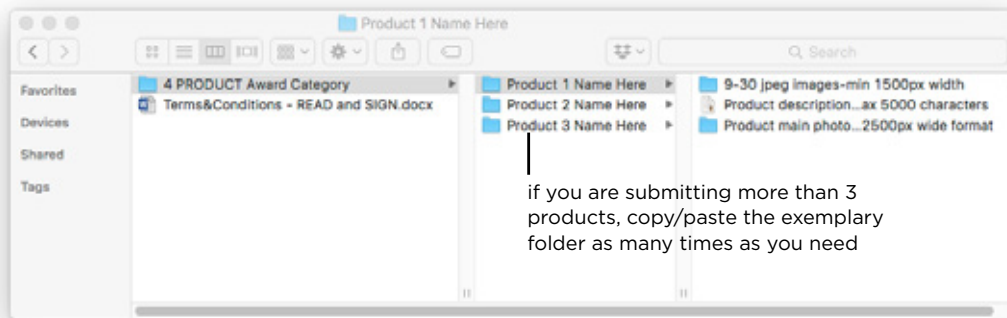 Product 1 Name Here
Search
Favorites
Devices
Shared
Tags
4 PRODUCT Award Category
Terms&Conditions - READ and SIGN.docx
Product 1 Name Here
Product 2 Name Here
Product 3 Name Here
9-30 jpeg images-min 1500px width
Product description...ax 5000 characters
Product main photo...2500px wide format
if you are submitting more than 3
products, copy/paste the exemplary
folder as many times as you need